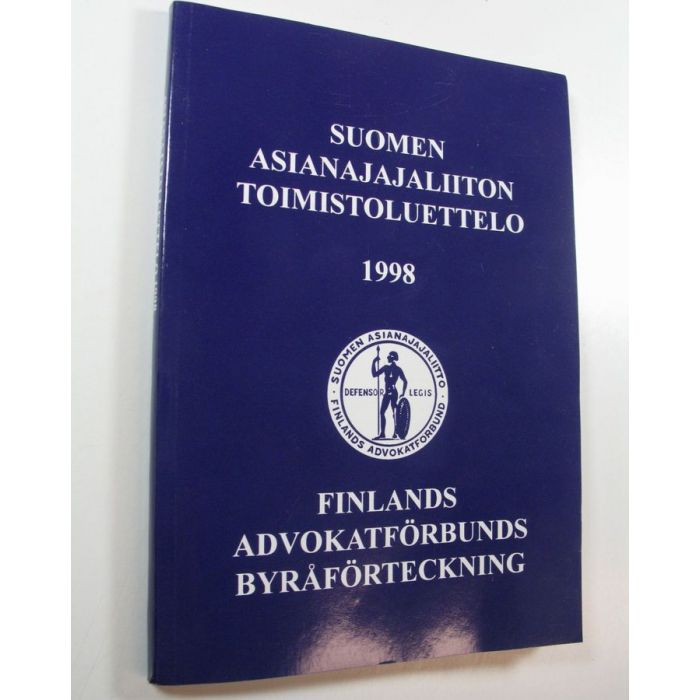 SUOMEN
ASIANAJAJALIITON
TOIMISTOLUETTELO
1998
SUOMEN ASIANAJAJALIITTO
DEFENSOR LEGIS
· FINLANDS ADVOKATFÖRBUND ·
FINLANDS
ADVOKATFÖRBUNDS
BYRÅFÖRTECKNING